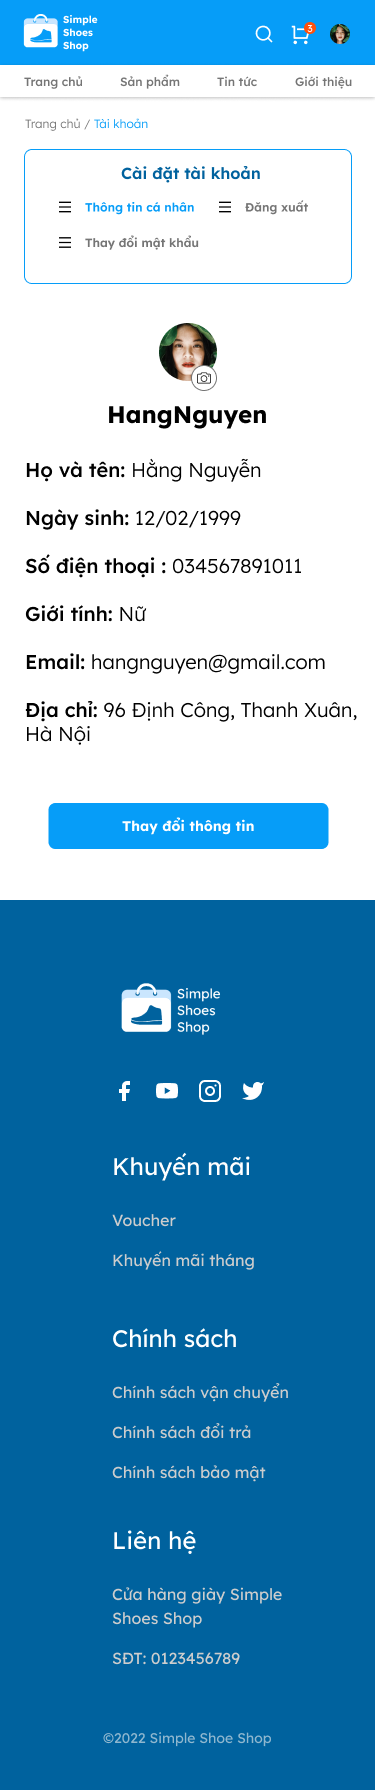 Simple
Shoes
Shop
3
Trang chủ
Sản phẩm
Tin tức
Giới thiệu
Trang chủ / Tài khoản
Cài đặt tài khoản
Thông tin cá nhân
Đăng xuất
Thay đổi mật khẩu
HangNguyen
Họ và tên: Hằng Nguyễn
Ngày sinh: 12/02/1999
Số điện thoại : 034567891011
Giới tính: Nữ
Email: hangnguyen@gmail.com
Địa chỉ: 96 Định Công, Thanh Xuân,
Hà Nội
Thay đổi thông tin
Simple
Shoes
Shop
Khuyến mãi
Voucher
Khuyến mãi tháng
Chính sách
Chính sách vận chuyển
Chính sách đổi trả
Chính sách bảo mật
Liên hệ
Cửa hàng giày Simple
Shoes Shop
SĐT: 0123456789
©2022 Simple Shoe Shop